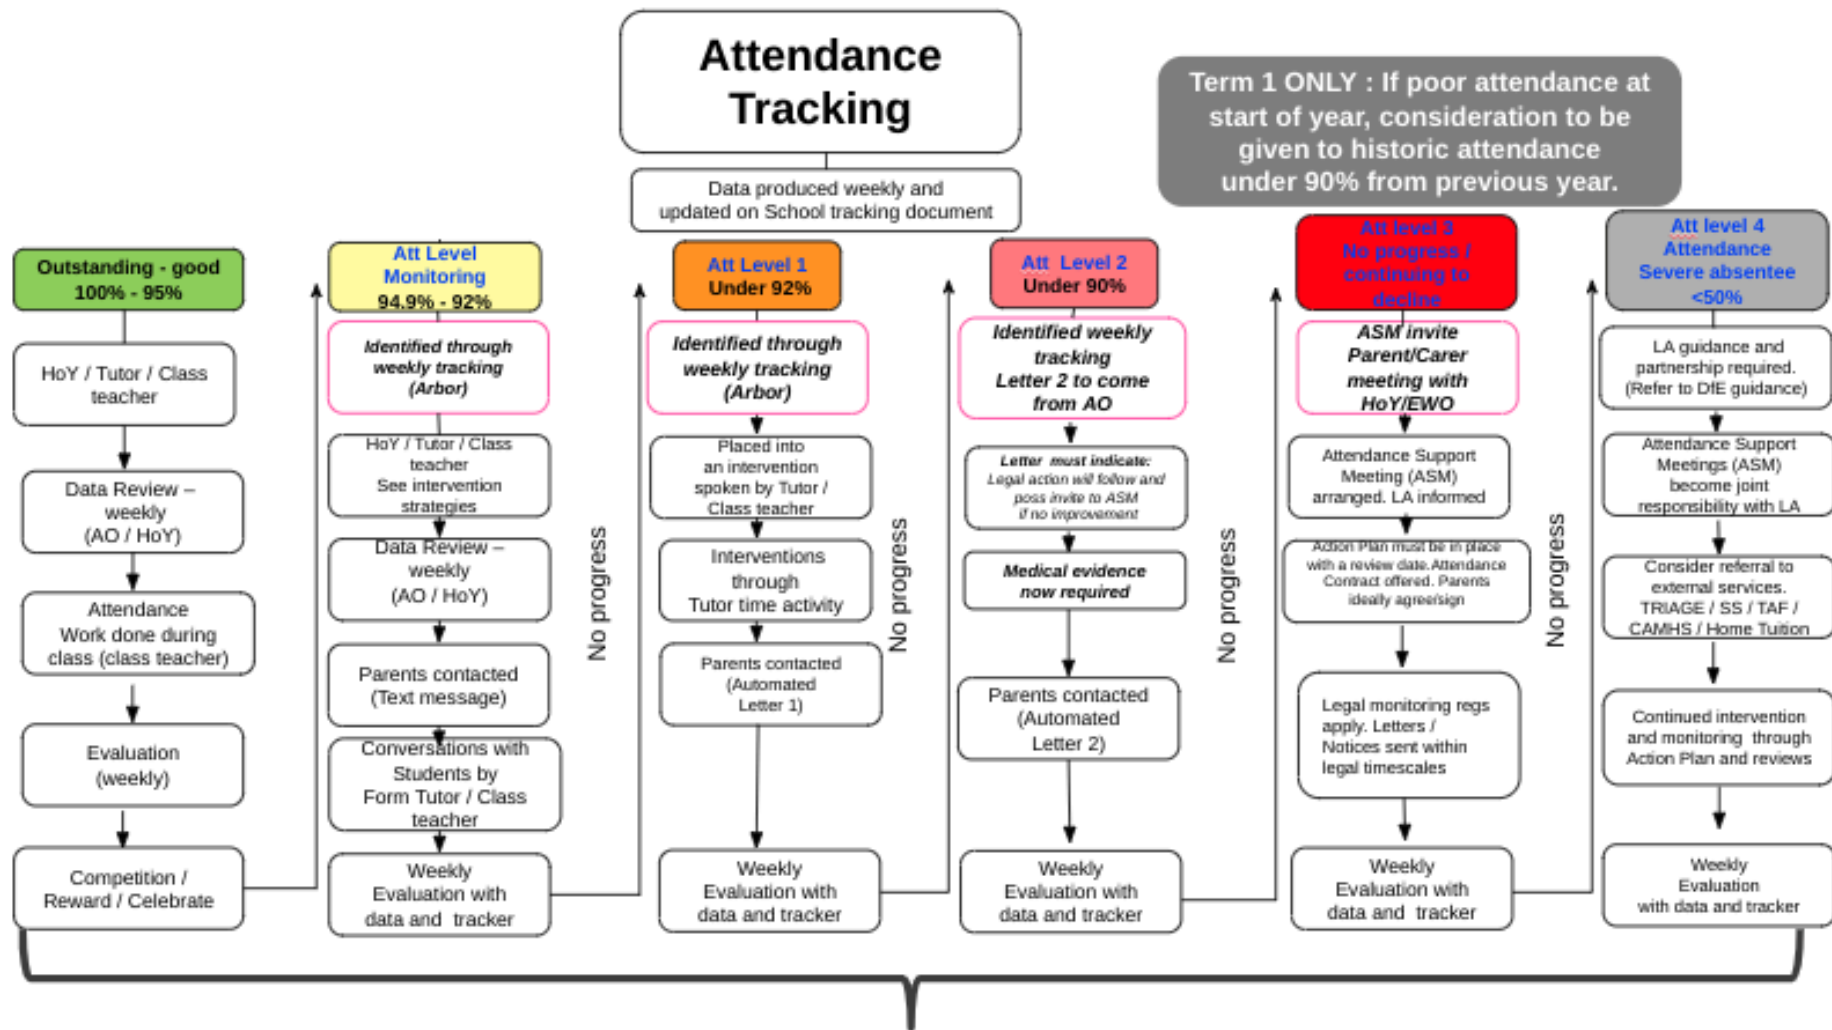 Attendance
Tracking
Data produced weekly and
updated on School tracking document
Term 1 ONLY : If poor attendance at
start of year, consideration to be
given to historic attendance
under 90% from previous year.
Outstanding - good
100% - 95%
HoY / Tutor / Class
teacher
Data Review –
weekly
(AO / HoY)
Attendance
Work done during
class (class teacher)
Evaluation
(weekly)
Competition /
Reward / Celebrate
Att Level
Monitoring
94.9% - 92%
Identified through
weekly tracking
(Arbor)
HoY / Tutor / Class
teacher
See intervention
strategies
Data Review –
weekly
(AO / HoY)
Parents contacted
(Text message)
Conversations with
Students by
Form Tutor / Class
teacher
Weekly
Evaluation with
data and tracker
No progress
Att Level 1
Under 92%
Identified through
weekly tracking
(Arbor)
Placed into
an intervention
spoken by Tutor /
Class teacher
Interventions
through
Tutor time activity
Parents contacted
(Automated
Letter 1)
Weekly
Evaluation with
data and tracker
No progress
Att Level 2
Under 90%
Identified weekly
tracking
Letter 2 to come
from AO
Letter must indicate:
Legal action will follow and
poss invite to ASM
if no improvement
Medical evidence
now required
Parents contacted
(Automated
Letter 2)
Weekly
Evaluation with
data and tracker
No progress
Att level 3
No progress /
continuing to
decline
ASM invite
Parent/Carer
meeting with
HoY/EWO
Attendance Support
Meeting (ASM)
arranged. LA informed
Action Plan must be in place
with a review date.Attendance
Contract offered. Parents
ideally agree/sign
Legal monitoring regs
apply. Letters /
Notices sent within
legal timescales
Weekly
Evaluation with
data and tracker
No progress
Att level 4
Attendance
Severe absentee
<50%
LA guidance and
partnership required.
(Refer to DfE guidance)
Attendance Support
Meetings (ASM)
become joint
responsibility with LA
Consider referral to
external services.
TRIAGE / SS / TAF /
CAMHS / Home Tuition
Continued intervention
and monitoring through
Action Plan and reviews
Weekly
Evaluation
with data and tracker